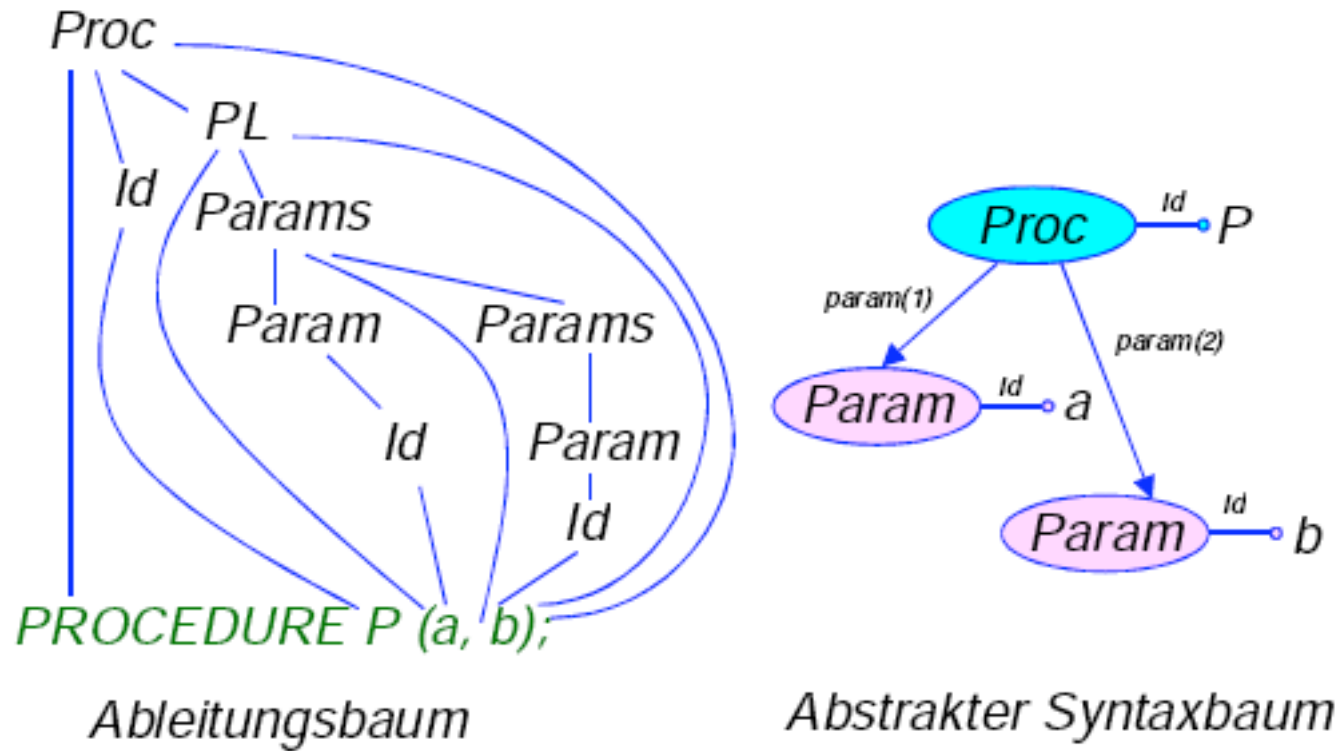 Proc
PL
Id
Params
Param
Params
Id
Param
Id
PROCEDURE P (a, b);
Ableitungsbaum
Proc
Id
P
param(1)
param(2)
Param
Id
a
Param
Id
b
Abstrakter Syntaxbaum